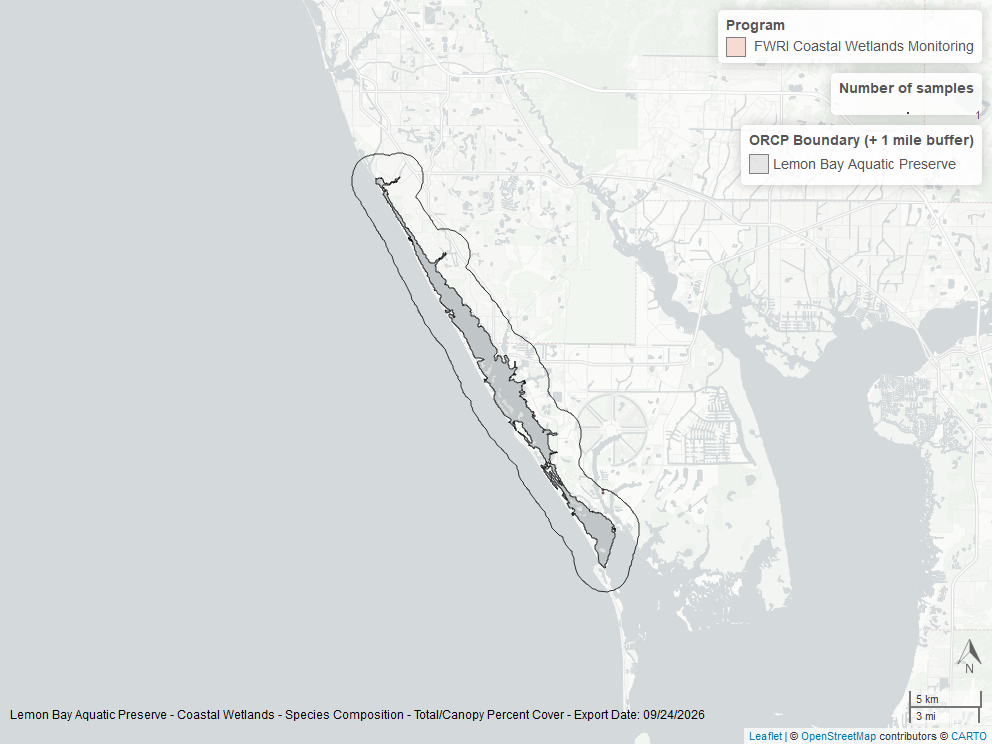 Program
FWRI Coastal Wetlands Monitoring
Number of samples
1
ORCP Boundary (+ 1 mile buffer)
Lemon Bay Aquatic Preserve
N
5 km
3 mi
Lemon Bay Aquatic Preserve - Coastal Wetlands - Species Composition - Total/Canopy Percent Cover - Export Date: 09/24/2026
Leaflet | © OpenStreetMap contributors © CARTO